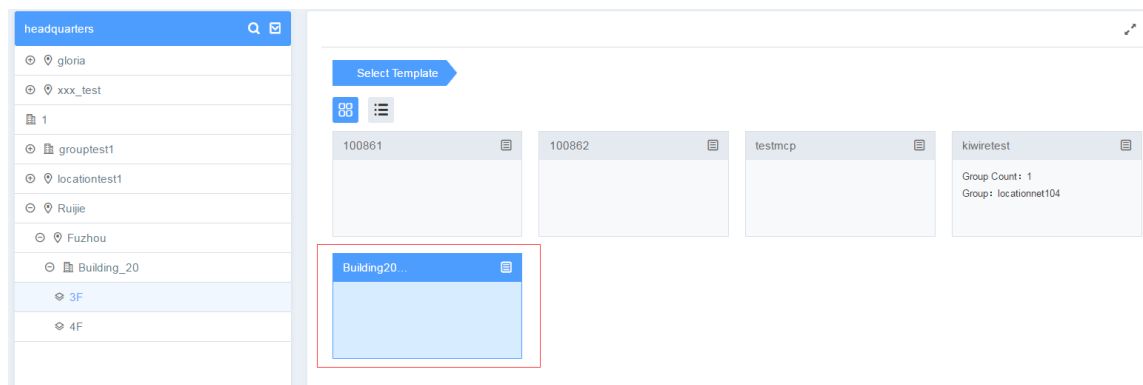 headquarters
gloria
xxx_test
1
grouptest1
locationtest1
Ruijie
Fuzhou
Building_20
3F
4F
Select Template
100861
100862
testmcp
kiwiretest
Group Count: 1
Group: locationnet104
Building20...